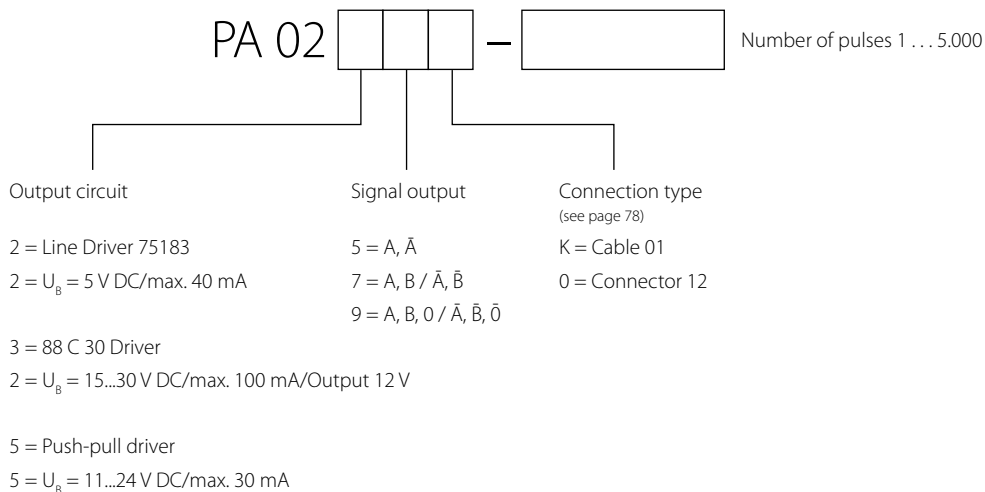 PA 02 – Number of pulses 1 . . . 5.000
Output circuit
2 = Line Driver 75183
2 = U_B = 5 V DC/max. 40 mA
3 = 88 C 30 Driver
2 = U_B = 15...30 V DC/max. 100 mA/Output 12 V
5 = Push-pull driver
5 = U_B = 11...24 V DC/max. 30 mA
Signal output
5 = A, Ā
7 = A, B / Ā, B̄
9 = A, B, 0 / Ā, B̄, 0̄
Connection type
(see page 78)
K = Cable 01
0 = Connector 12